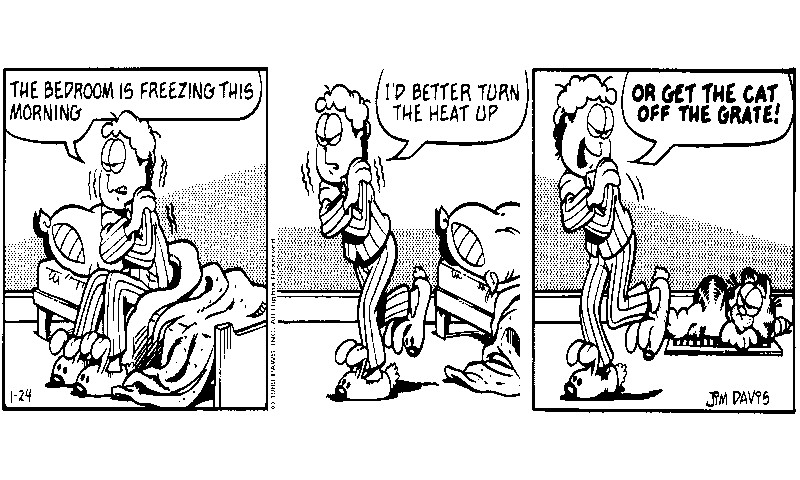 THE BEDROOM IS FREEZING THIS
MORNING
1-24
I'D BETTER TURN
THE HEAT UP
OR GET THE CAT
OFF THE GRATE!
JIM DAVIS